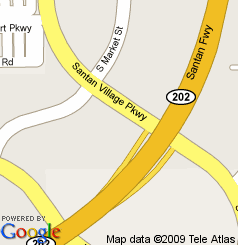 rt Pkwy
Rd
S Market St
Santan Fwy
Santan Village Pkwy
202
202
POWERED BY
Google
Map data ©2009 Tele Atlas